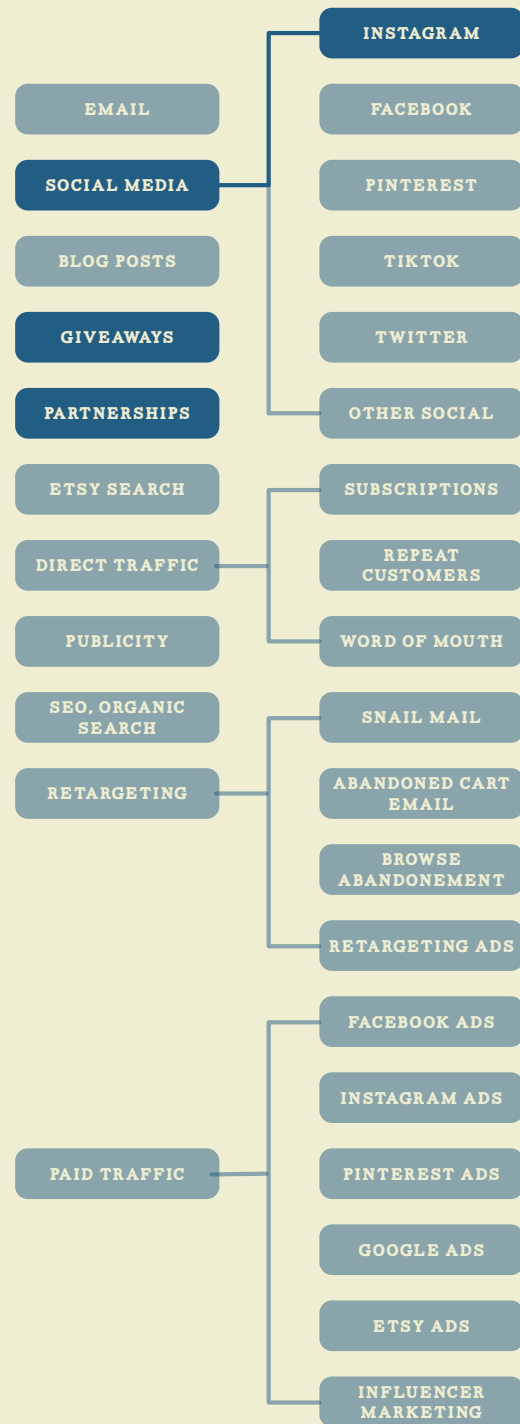 INSTAGRAM
EMAIL
FACEBOOK
SOCIAL MEDIA
PINTEREST
BLOG POSTS
TIKTOK
GIVEAWAYS
TWITTER
PARTNERSHIPS
OTHER SOCIAL
ETSY SEARCH
SUBSCRIPTIONS
DIRECT TRAFFIC
REPEAT
CUSTOMERS
PUBLICITY
WORD OF MOUTH
SEO, ORGANIC
SEARCH
SNAIL MAIL
RETARGETING
ABANDONED CART
EMAIL
BROWSE
ABANDONEMENT
RETARGETING ADS
FACEBOOK ADS
INSTAGRAM ADS
PAID TRAFFIC
PINTEREST ADS
GOOGLE ADS
ETSY ADS
INFLUENCER
MARKETING